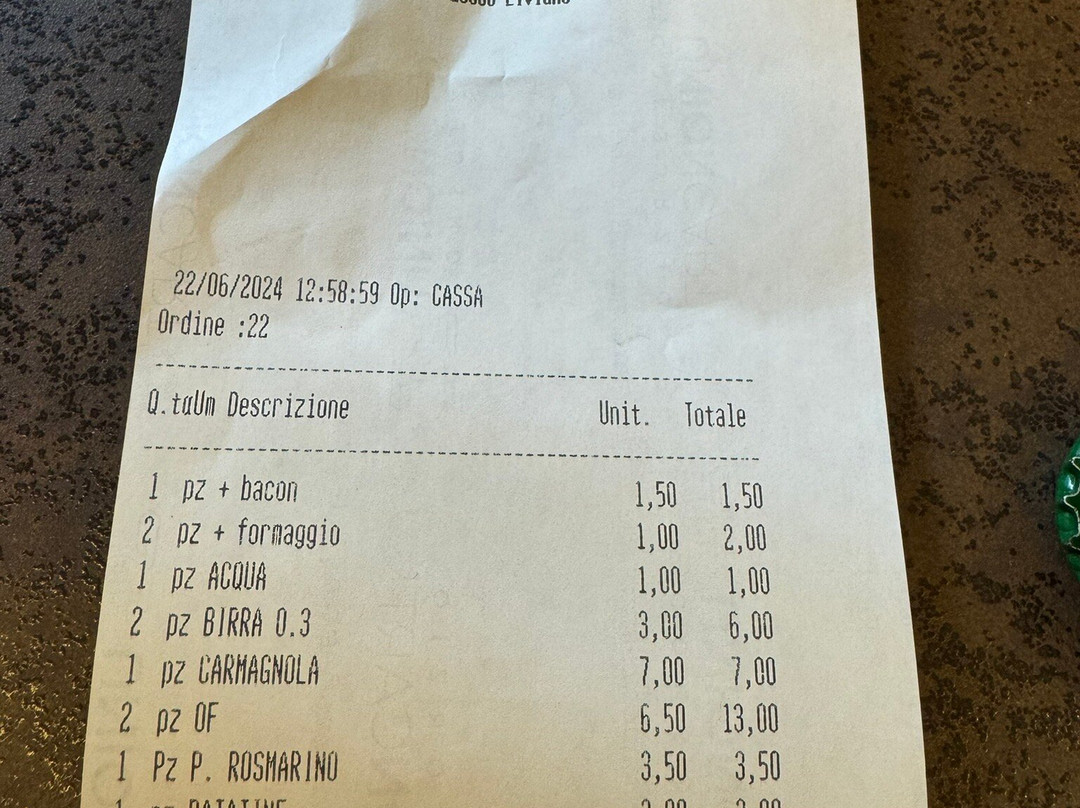 22/06/2024 12:58:59 Op: CASSA
Ordine :22
Q.taUm Descrizione Unit. Totale
1 pz + bacon 1,50 1,50
2 pz + formaggio 1,00 2,00
1 pz ACQUA 1,00 1,00
2 pz BIRRA 0.3 3,00 6,00
1 pz CARMAGNOLA 7,00 7,00
2 pz OF 6,50 13,00
1 Pz P. ROSMARINO 3,50 3,50